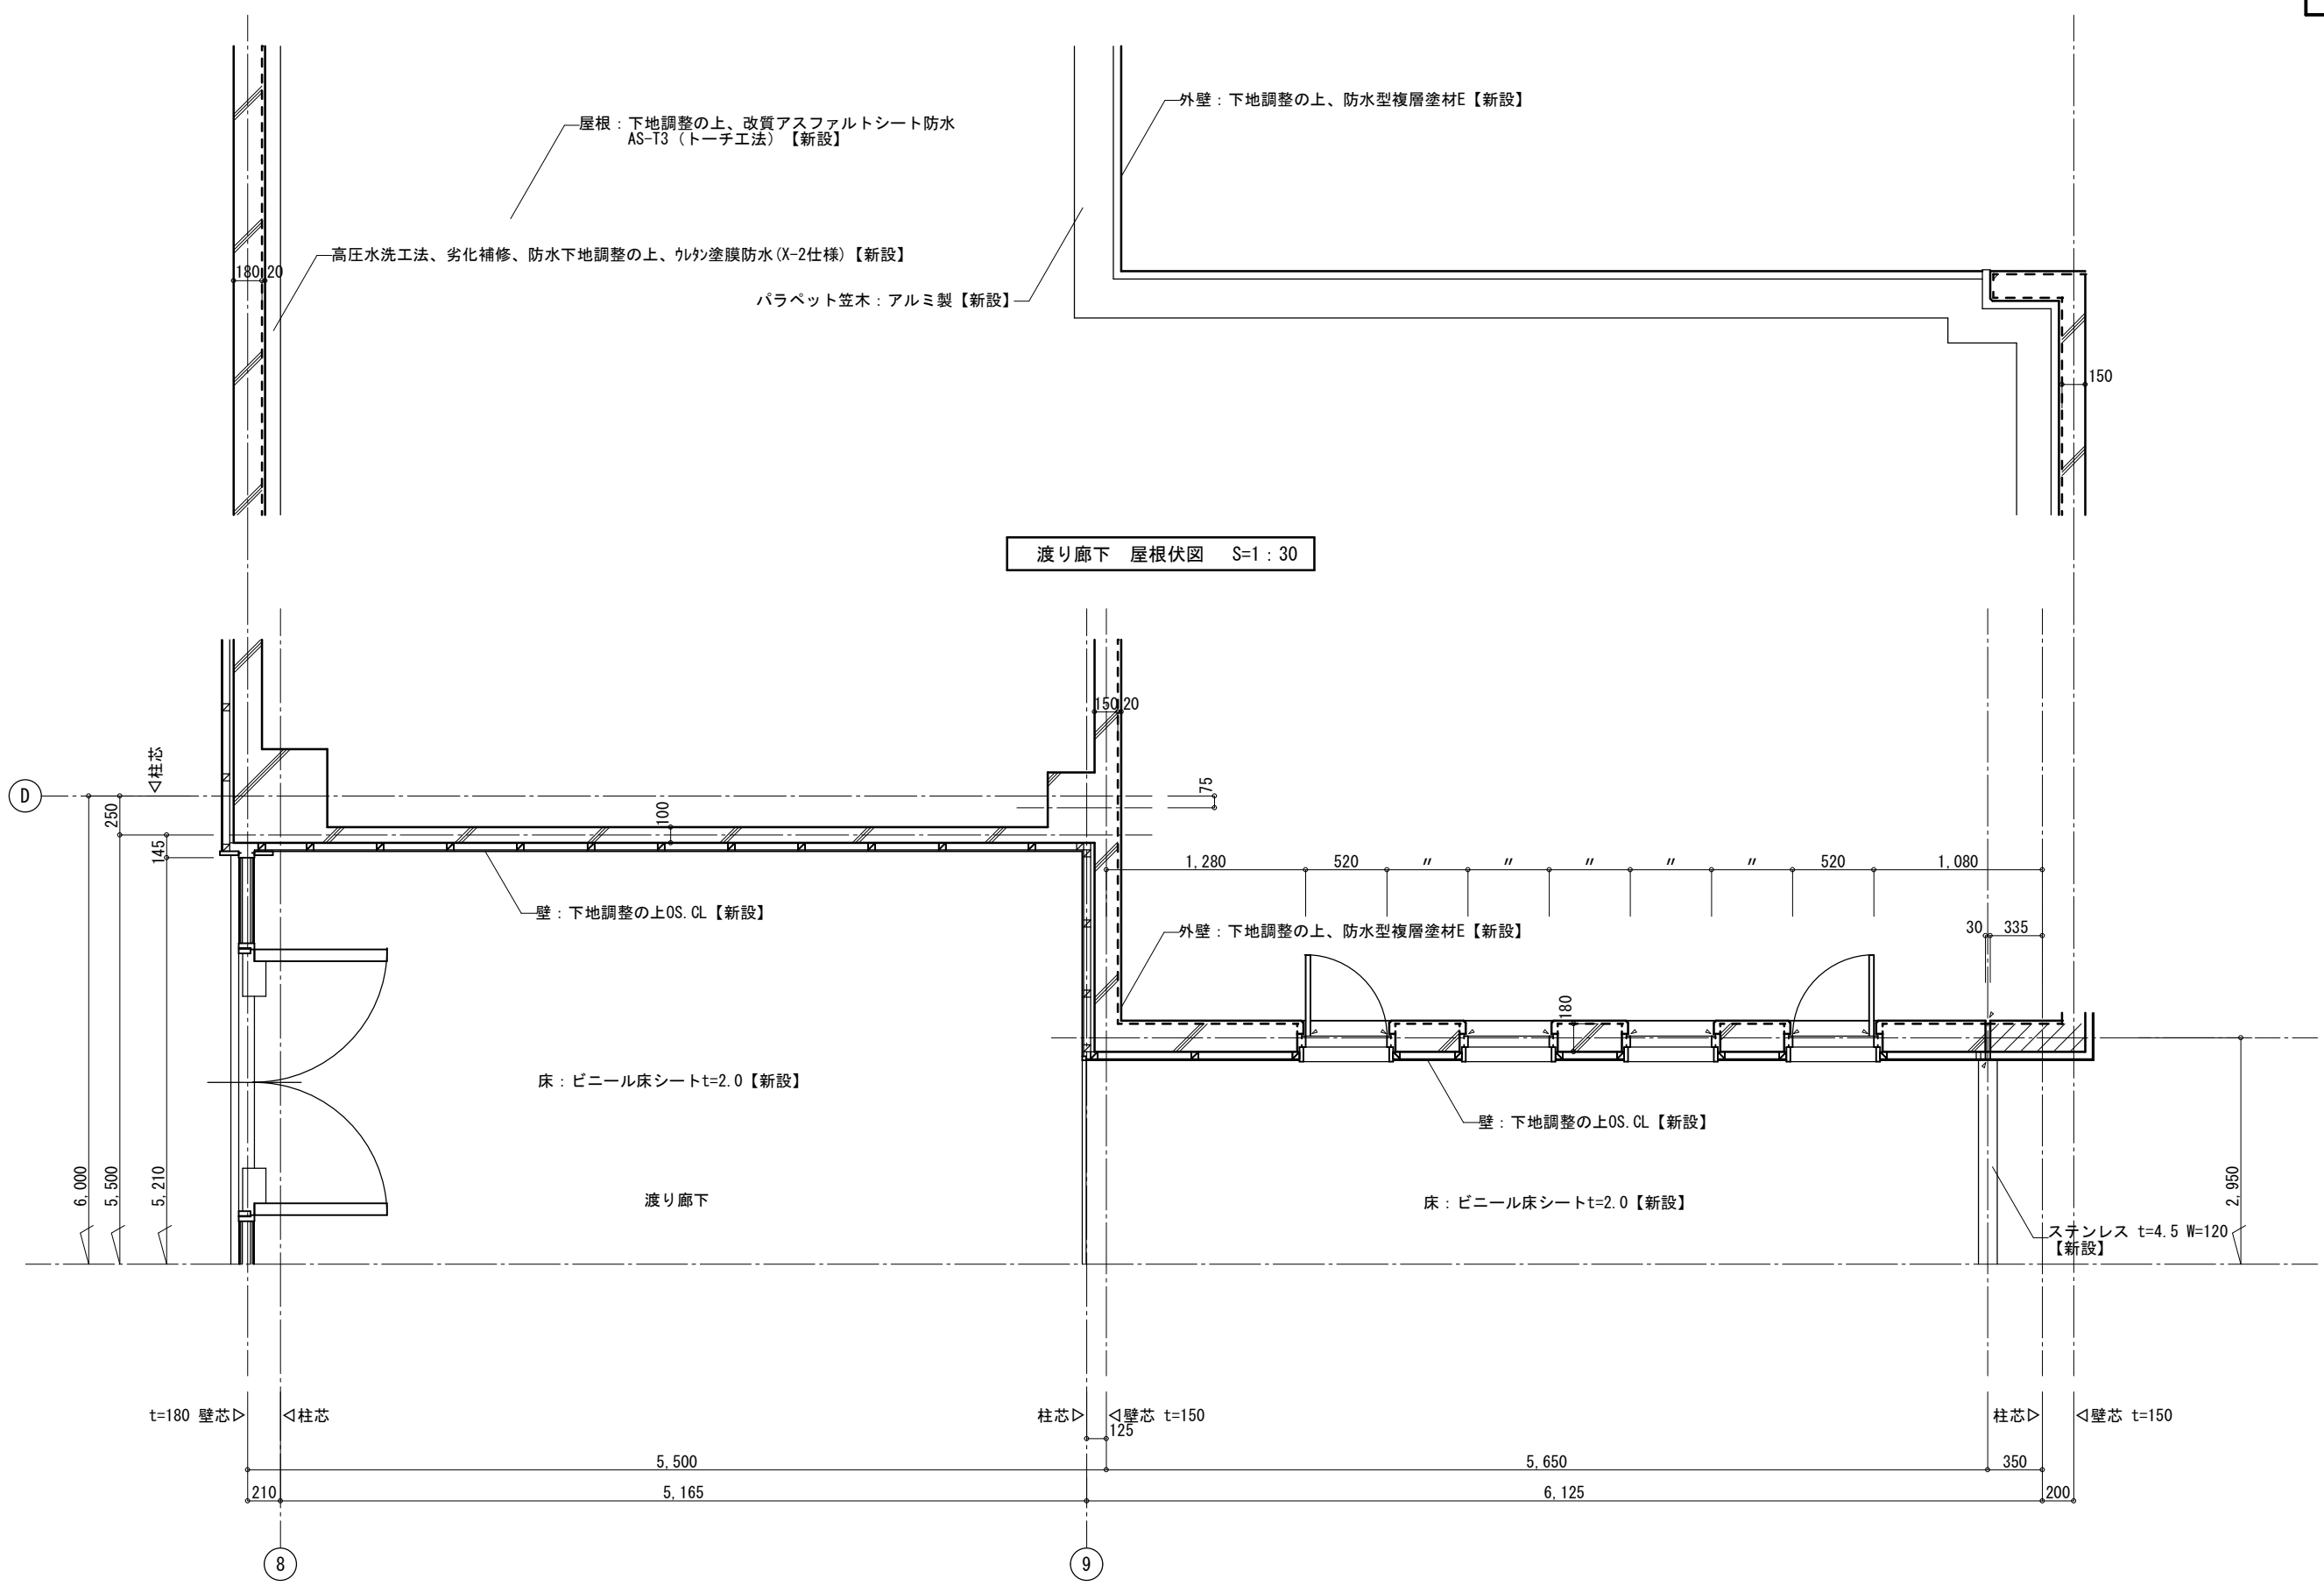 外壁：下地調整の上、防水型複層塗材E【新設】
屋根：下地調整の上、改質アスファルトシート防水
AS-T3（トーチ工法）【新設】
高圧水洗工法、劣化補修、防水下地調整の上、ｳﾚﾀﾝ塗膜防水(X-2仕様)【新設】
180 20
パラペット笠木：アルミ製【新設】
150
渡り廊下 屋根伏図 S=1：30
150 20
▽柱芯
D
250
75
100
145
1,280 520 〃 〃 〃 〃 〃 520 1,080
壁：下地調整の上OS.CL【新設】
外壁：下地調整の上、防水型複層塗材E【新設】
30 335
180
床：ビニール床シートt=2.0【新設】
壁：下地調整の上OS.CL【新設】
6,000
5,500
5,210
渡り廊下
床：ビニール床シートt=2.0【新設】
2,950
ステンレス t=4.5 W=120
【新設】
t=180 壁芯▷ ◁柱芯
柱芯▷ ◁壁芯 t=150
柱芯▷ ◁壁芯 t=150
125
5,500 5,650 350
210 5,165 6,125 200
8 9